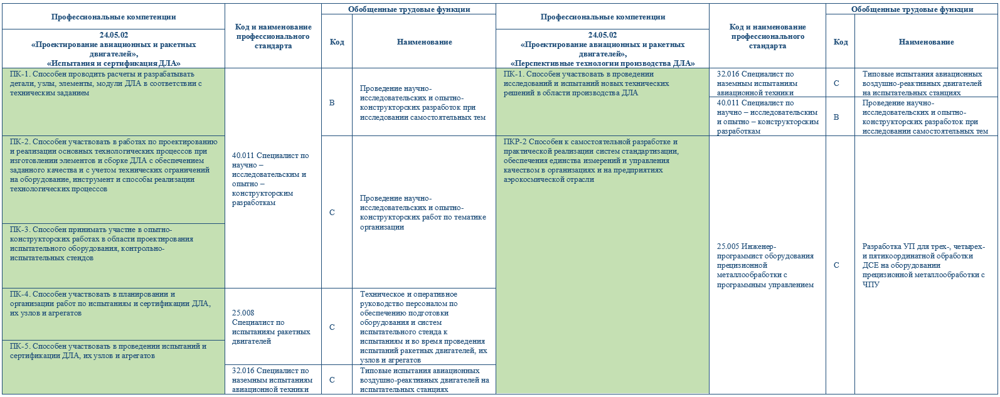 Профессиональные компетенции
24.05.02
«Проектирование авиационных и ракетных
двигателей»,
«Испытания и сертификация ДЛА»
Код и наименование
профессионального
стандарта
Обобщенные трудовые функции
Код
Наименование
Профессиональные компетенции
24.05.02
«Проектирование авиационных и ракетных
двигателей»,
«Перспективные технологии производства ДЛА»
Код и наименование
профессионального
стандарта
Обобщенные трудовые функции
Код
Наименование
ПК-1. Способен проводить расчеты и разрабатывать
детали, узлы, элементы, модули ДЛА в соответствии с
техническим заданием
ПК-2. Способен участвовать в работах по проектированию
и реализации основных технологических процессов при
изготовлении элементов и сборке ДЛА с обеспечением
заданного качества и с учетом технических ограничений
на оборудование, инструмент и способы реализации
технологических процессов
ПК-3. Способен принимать участие в опытно-
конструкторских работах в области проектирования
испытательного оборудования, контрольно-
испытательных стендов
40.011 Специалист по
научно –
исследовательским и
опытно –
конструкторским
разработкам
B
Проведение научно-
исследовательских и опытно-
конструкторских разработок при
исследовании самостоятельных тем
C
Проведение научно-
исследовательских и опытно-
конструкторских работ по тематике
организации
ПК-4. Способен участвовать в планировании и
организации работ по испытаниям и сертификации ДЛА,
их узлов и агрегатов
ПК-5. Способен участвовать в проведении испытаний и
сертификации ДЛА, их узлов и агрегатов
25.008
Специалист по
испытаниям ракетных
двигателей
C
Техническое и оперативное
руководство персоналом по
обеспечению подготовки
оборудования и систем
испытательного стенда к
испытаниям и во время проведения
испытаний ракетных двигателей, их
узлов и агрегатов
32.016 Специалист по
наземным испытаниям
авиационной техники
C
Типовые испытания авиационных
воздушно-реактивных двигателей на
испытательных станциях
ПК-1. Способен участвовать в проведении
исследований и испытаний новых технических
решений в области производства ДЛА
32.016 Специалист по
наземным испытаниям
авиационной техники
C
Типовые испытания авиационных
воздушно-реактивных двигателей
на испытательных станциях
40.011 Специалист по
научно – исследовательским
и опытно – конструкторским
разработкам
B
Проведение научно-
исследовательских и опытно-
конструкторских разработок при
исследовании самостоятельных тем
ПКР-2 Способен к самостоятельной разработке и
практической реализации систем стандартизации,
обеспечения единства измерений и управления
качеством в организациях и на предприятиях
аэрокосмической отрасли
25.005 Инженер-
программист оборудования
прецизионной
металлообработки с
программным управлением
C
Разработка УП для трех-, четырех-
и пятикоординатной обработки
ДСЕ на оборудовании
прецизионной металлообработки с
ЧПУ